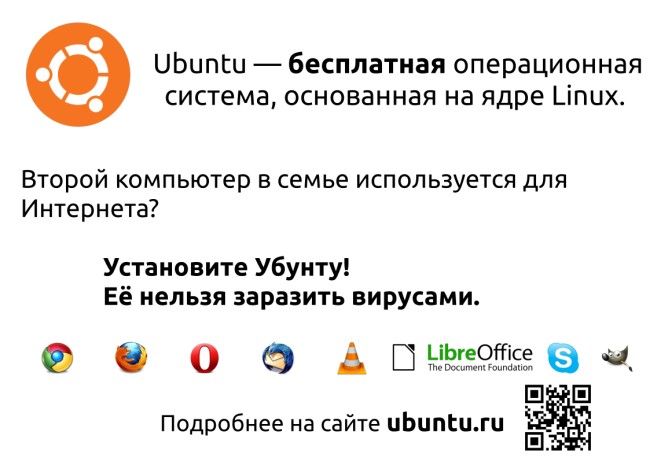 Ubuntu — бесплатная операционная
система, основанная на ядре Linux.
Второй компьютер в семье используется для
Интернета?
Установите Убунту!
Её нельзя заразить вирусами.
LibreOffice
The Document Foundation
Подробнее на сайте ubuntu.ru